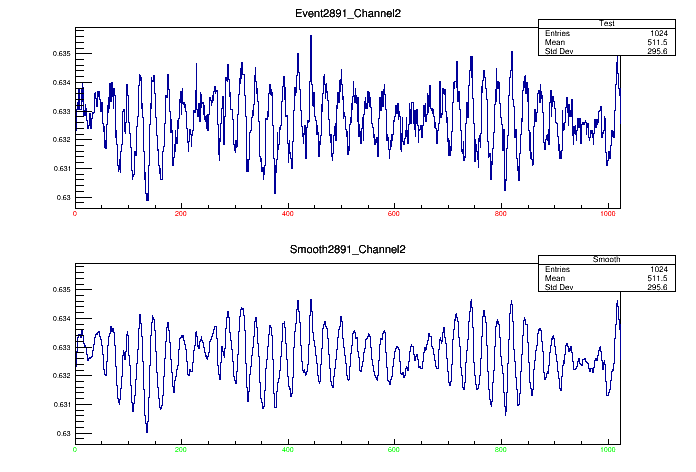 Event2891_Channel2
Test
Entries 1024
Mean 511.5
Std Dev 295.6
0.635
0.634
0.633
0.632
0.631
0.63
0 200 400 600 800 1000
Smooth2891_Channel2
Smooth
Entries 1024
Mean 511.5
Std Dev 295.6
0.635
0.634
0.633
0.632
0.631
0.63
0 200 400 600 800 1000